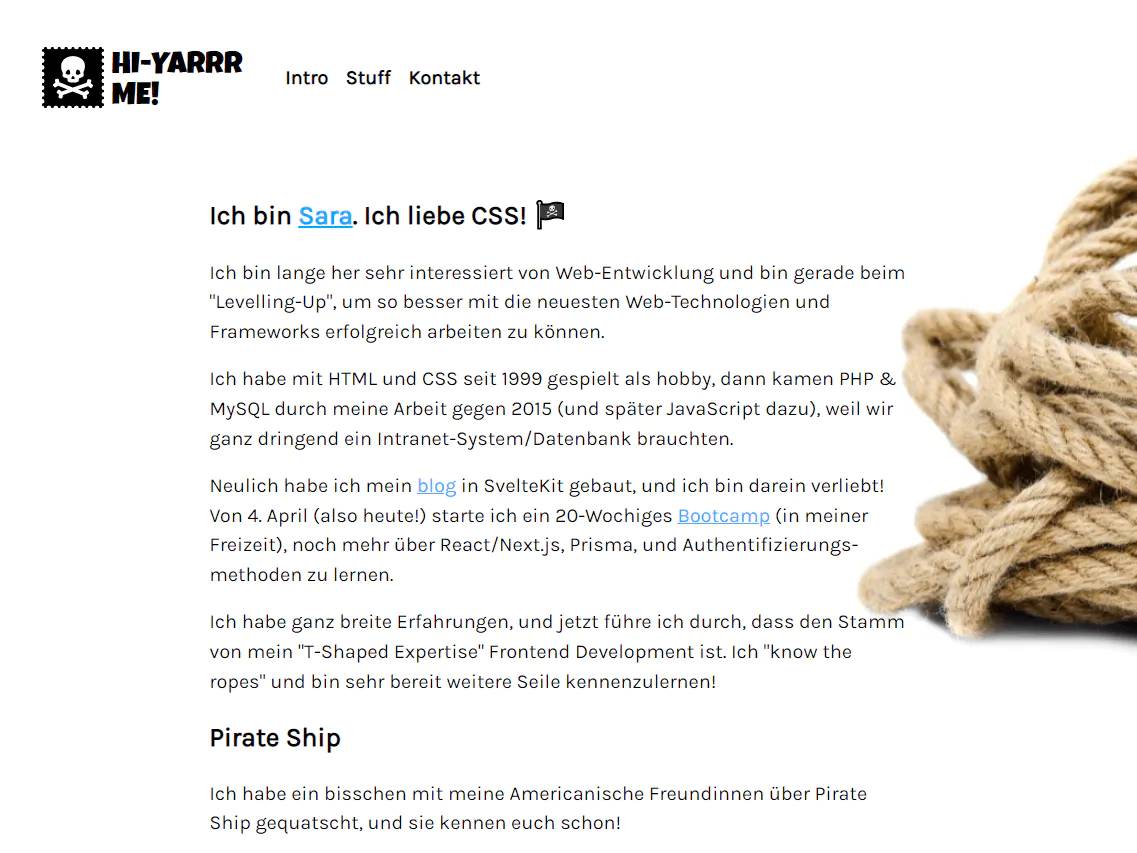 HI-YARRR
ME!
Intro Stuff Kontakt
Ich bin Sara. Ich liebe CSS!
Ich bin lange her sehr interessiert von Web-Entwicklung und bin gerade beim
"Levelling-Up", um so besser mit die neuesten Web-Technologien und
Frameworks erfolgreich arbeiten zu können.
Ich habe mit HTML und CSS seit 1999 gespielt als hobby, dann kamen PHP &
MySQL durch meine Arbeit gegen 2015 (und später JavaScript dazu), weil wir
ganz dringend ein Intranet-System/Datenbank brauchten.
Neulich habe ich mein blog in SvelteKit gebaut, und ich bin darein verliebt!
Von 4. April (also heute!) starte ich ein 20-Wochiges Bootcamp (in meiner
Freizeit), noch mehr über React/Next.js, Prisma, und Authentifizierungs-
methoden zu lernen.
Ich habe ganz breite Erfahrungen, und jetzt führe ich durch, dass den Stamm
von mein "T-Shaped Expertise" Frontend Development ist. Ich "know the
ropes" und bin sehr bereit weitere Seile kennenzulernen!
Pirate Ship
Ich habe ein bisschen mit meine Americanische Freundinnen über Pirate
Ship gequatscht, und sie kennen euch schon!